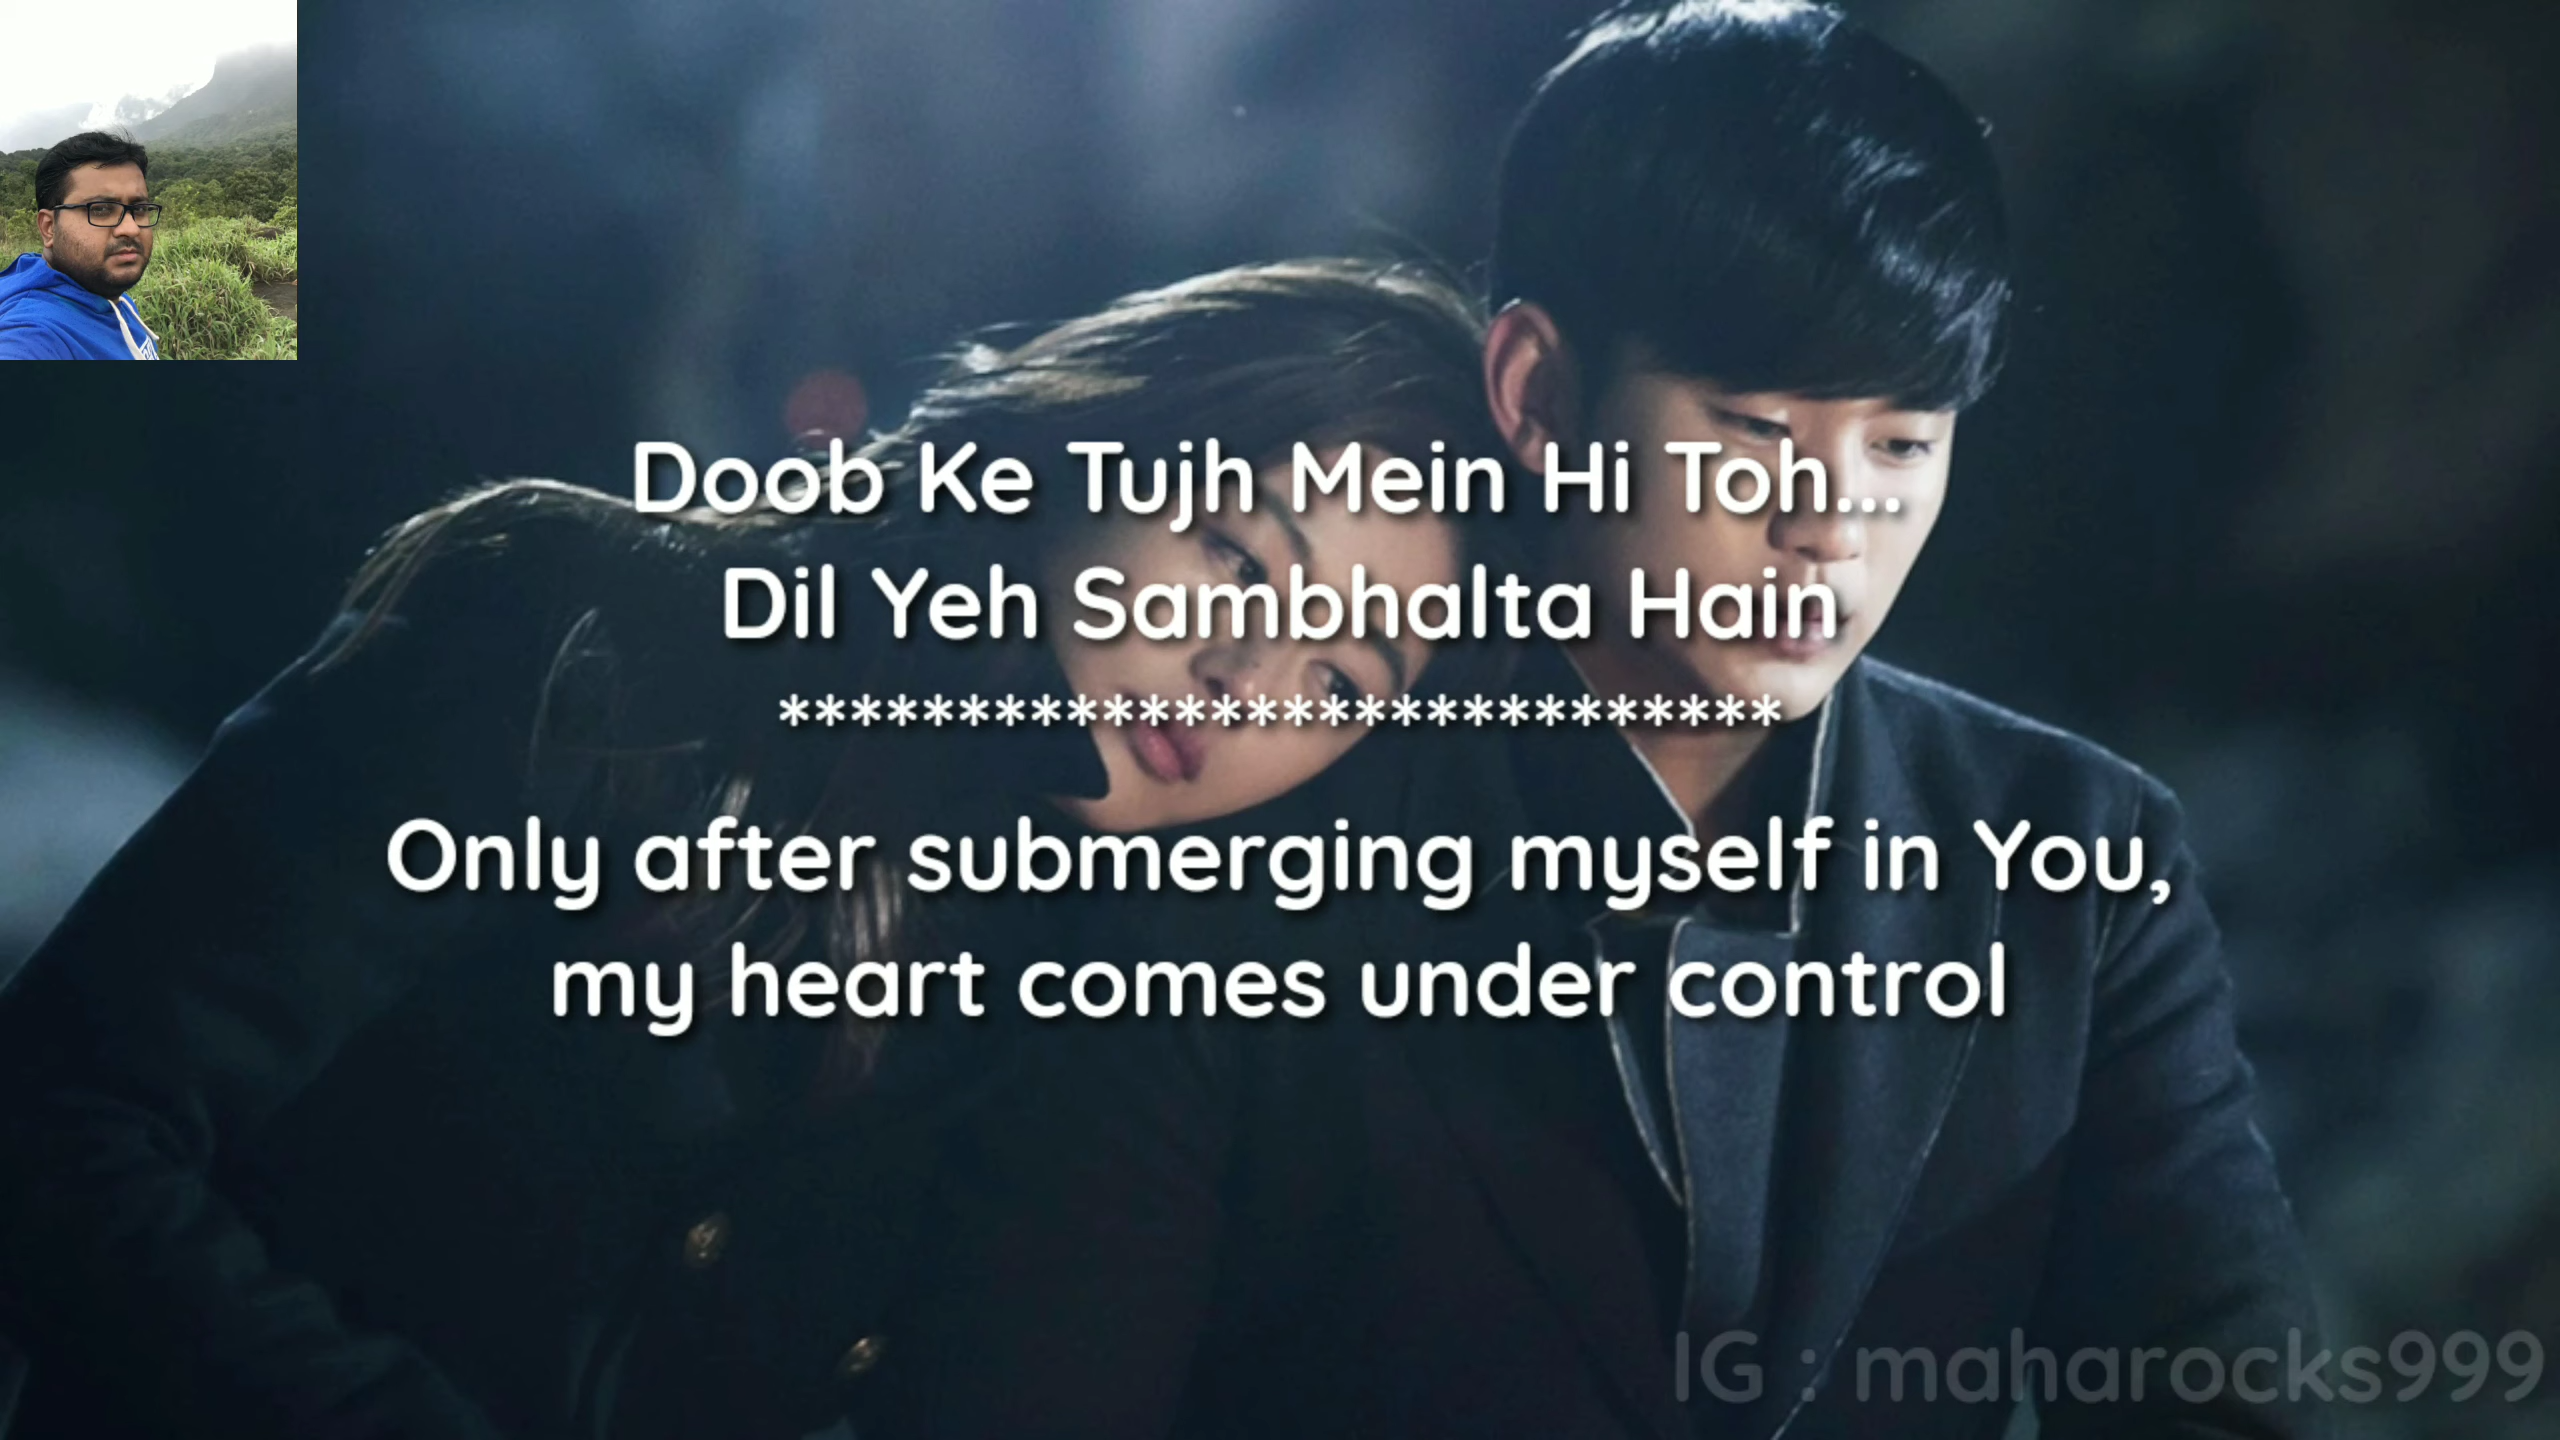 Doob Ke Tujh Mein Hi Toh...
Dil Yeh Sambhalta Hain
****************************
Only after submerging myself in You,
my heart comes under control
IG : maharocks999